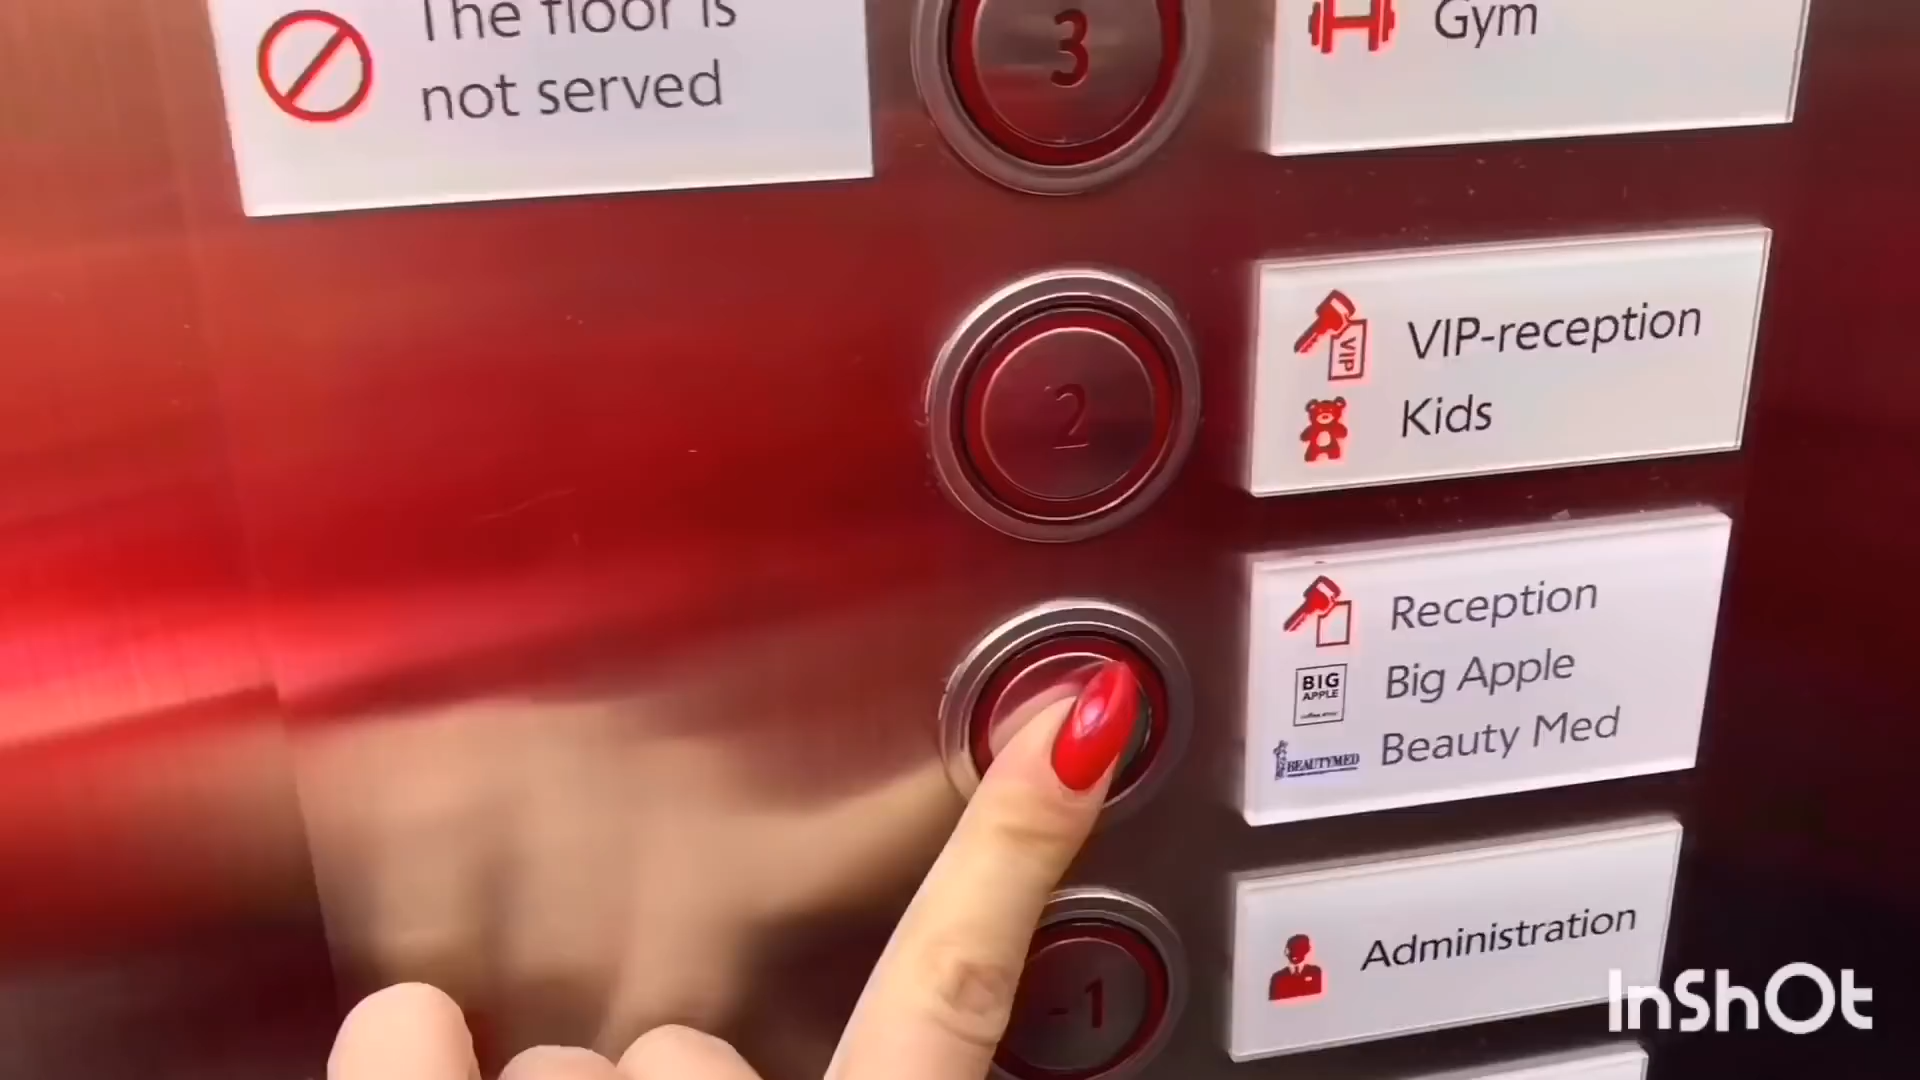 The floor is
not served
3
Gym
2
VIP
VIP-reception
Kids
Reception
BIG
APPLE
Big Apple
BEAUTYMED
Beauty Med
-1
Administration
InShOt